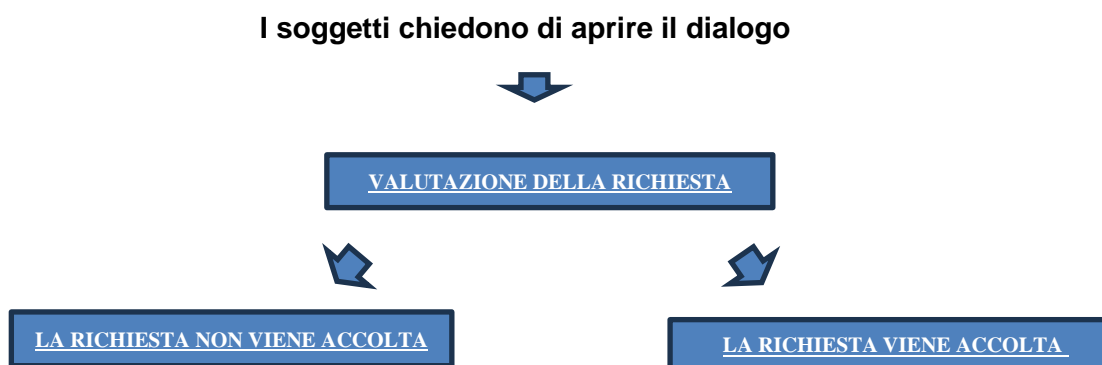 I soggetti chiedono di aprire il dialogo
VALUTAZIONE DELLA RICHIESTA
LA RICHIESTA NON VIENE ACCOLTA
LA RICHIESTA VIENE ACCOLTA